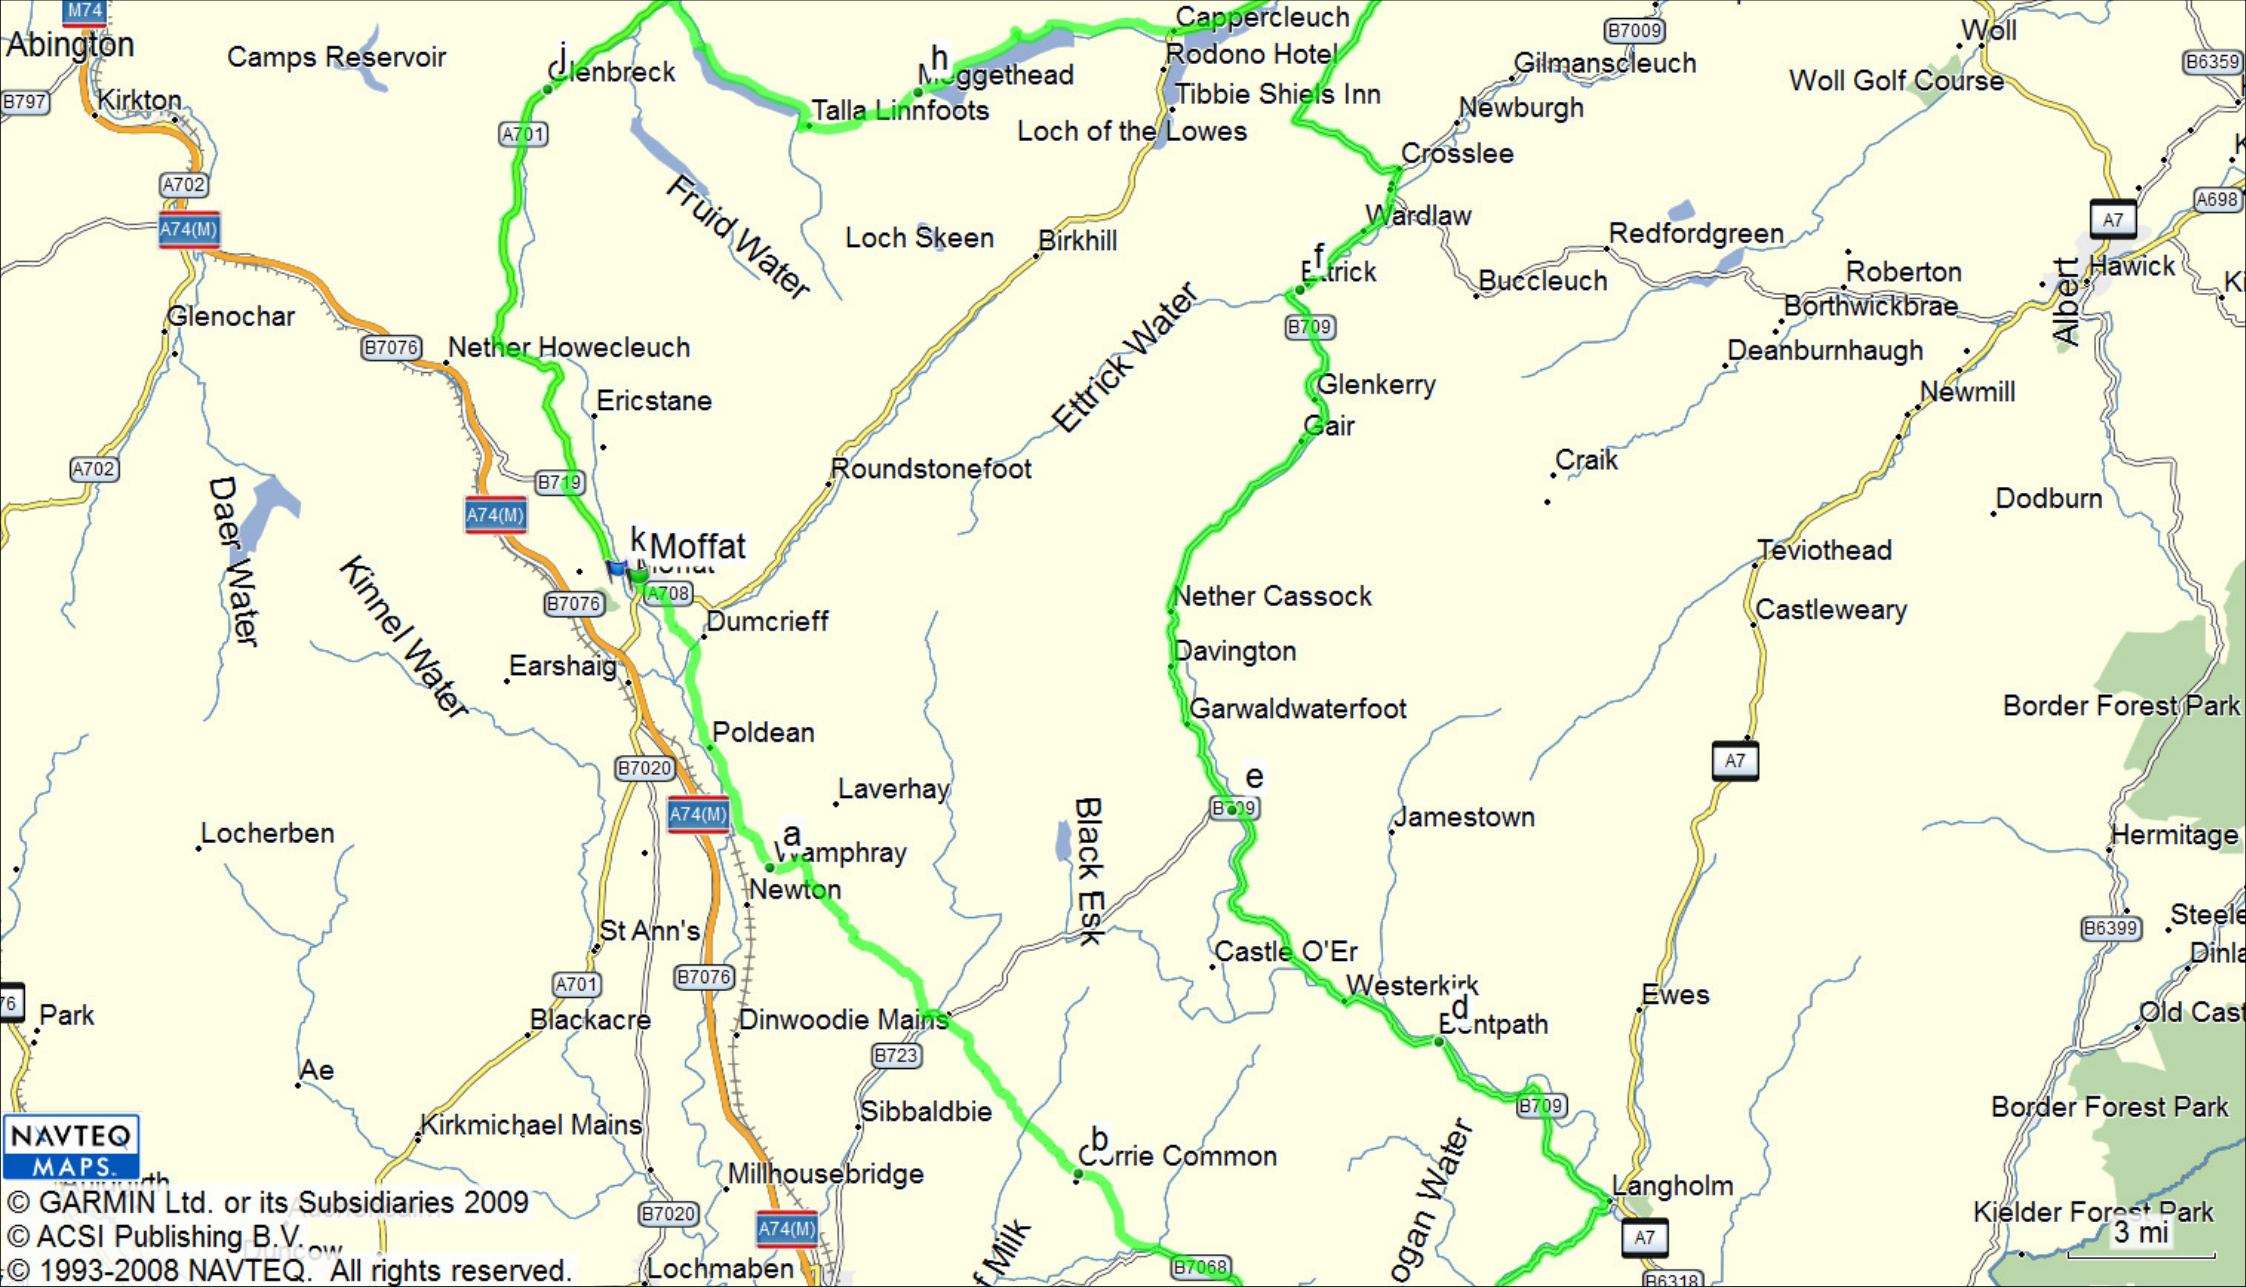 M74
Cappercleuch
Abington
Woll
B7009
Camps Reservoir
j
h
Rodono Hotel
Gilmanscleuch
B6359
Glenbreck
Meggethead
Woll Golf Course
B797
Kirkton
Talla Linnfoots
Tibbie Shiels Inn
Newburgh
A701
Loch of the Lowes
Crosslee
A702
A698
Fruid Water
Wardlaw
A7
A74(M)
Loch Skeen
Birkhill
Redfordgreen
f
Ettrick
Buccleuch
Roberton
Hawick
Albert
Glenochar
Ettrick Water
B709
Borthwickbrae
B7076
Nether Howecleuch
Deanburnhaugh
Glenkerry
Newmill
Ericstane
Gair
A702
Roundstonefoot
Craik
B719
Dodburn
A74(M)
Daer Water
k
Moffat
Teviothead
Kinnel Water
A708
B7076
Nether Cassock
Castleweary
Dumcrieff
Earshaig
Davington
Garwaldwaterfoot
Border Forest Park
Poldean
B7020
A7
e
Laverhay
B709
A74(M)
Black Esk
Jamestown
Locherben
a
Wamphray
Hermitage
Newton
St Ann's
B6399
Castle O'Er
B7076
A701
Westerkirk
d
Ewes
76
Park
Blackacre
Dinwoodie Mains
Bentpath
B723
Ae
Sibbaldbie
B709
Border Forest Park
Kirkmichael Mains
b
Corrie Common
NAVTEQ
MAPS.
Millhousebridge
Langholm
© GARMIN Ltd. or its Subsidiaries 2009
B7020
A74(M)
Kielder Forest Park
© ACSI Publishing B.V.
A7
3 mi
f Milk
ogan Water
B7068
© 1993-2008 NAVTEQ. All rights reserved.
Lochmaben
B6318